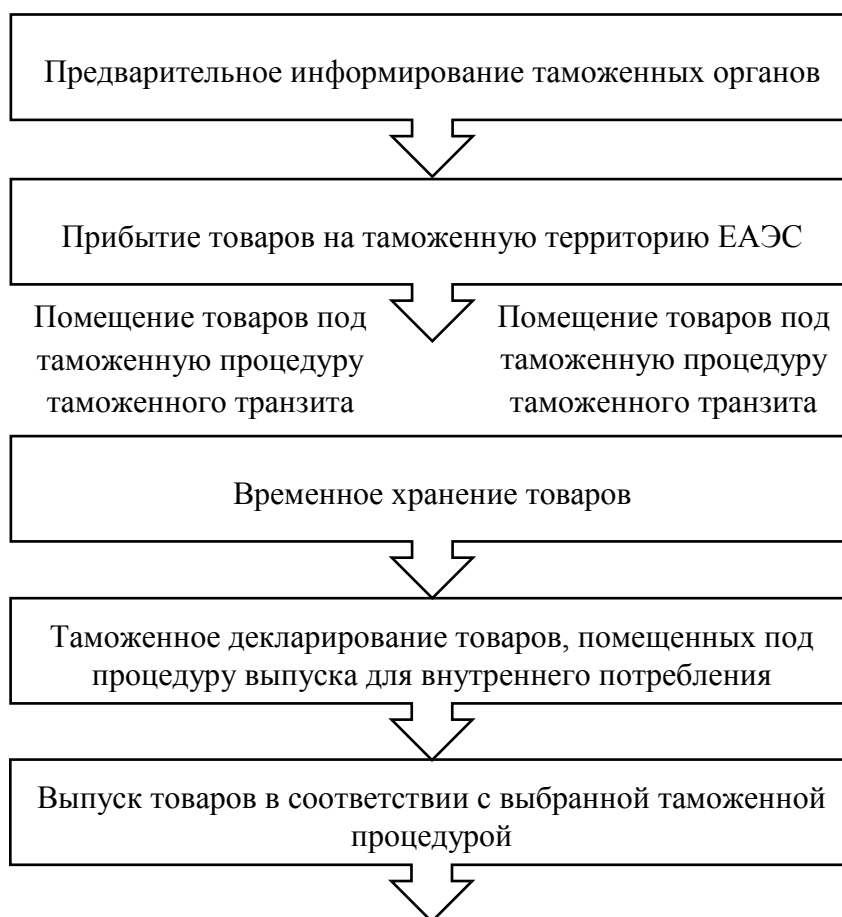 Предварительное информирование таможенных органов
Прибытие товаров на таможенную территорию ЕАЭС
Помещение товаров под
таможенную процедуру
таможенного транзита
Помещение товаров под
таможенную процедуру
таможенного транзита
Временное хранение товаров
Таможенное декларирование товаров, помещенных под
процедуру выпуска для внутреннего потребления
Выпуск товаров в соответствии с выбранной таможенной
процедурой